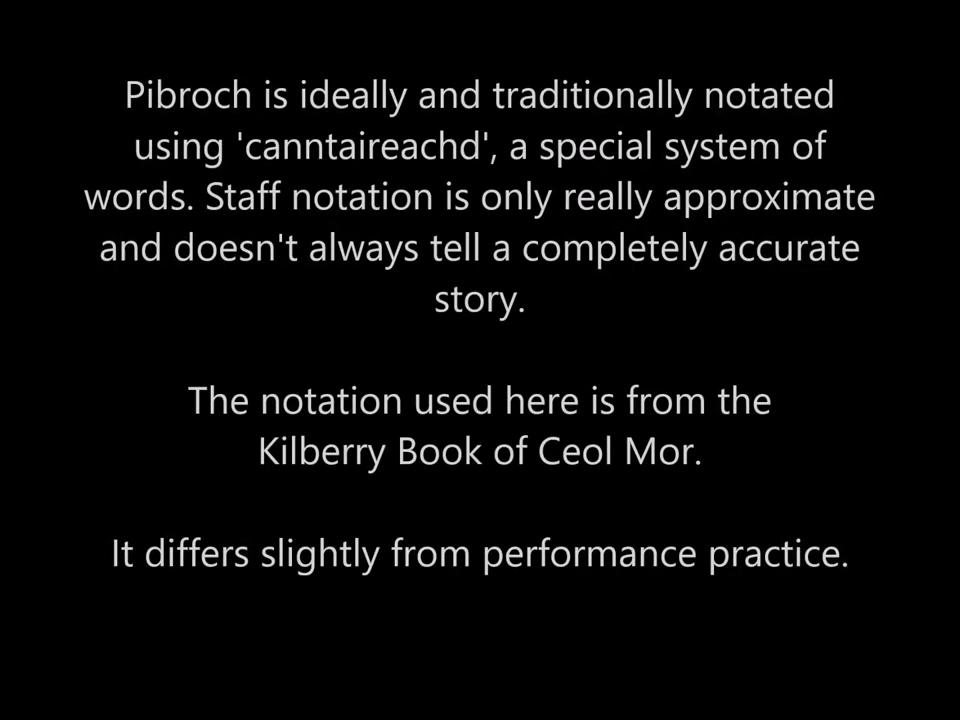 Pibroch is ideally and traditionally notated
using 'canntaireachd', a special system of
words. Staff notation is only really approximate
and doesn't always tell a completely accurate
story.
The notation used here is from the
Kilberry Book of Ceol Mor.
It differs slightly from performance practice.